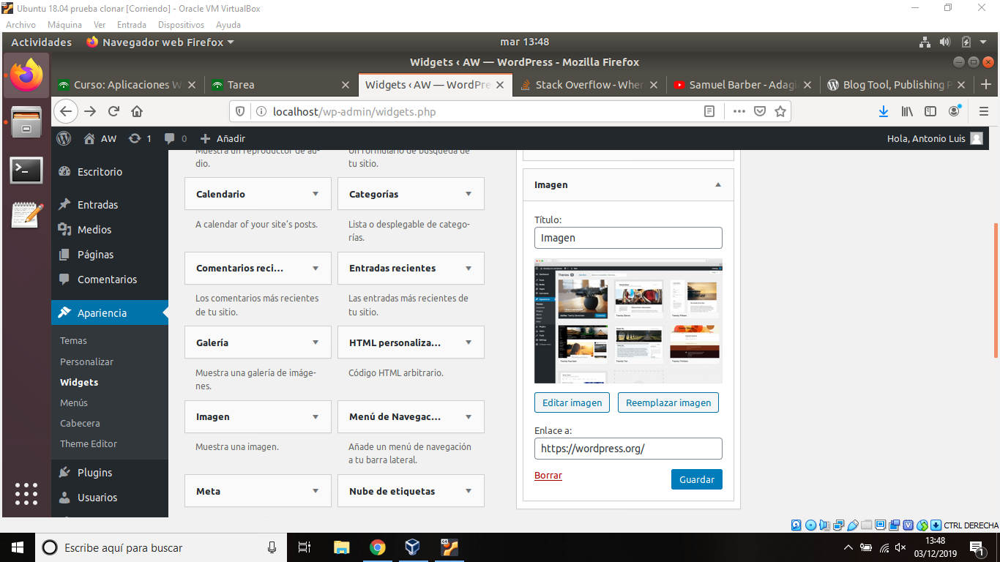 Ubuntu 18.04 prueba clonar [Corriendo] - Oracle VM VirtualBox
Archivo Máquina Ver Entrada Dispositivos Ayuda
Actividades Navegador web Firefox mar 13:48
Widgets ‹ AW — WordPress - Mozilla Firefox
Curso: Aplicaciones W Tarea Widgets ‹ AW — WordPre Stack Overflow - Wher Samuel Barber - Adagi Blog Tool, Publishing P
localhost/wp-admin/widgets.php
AW 1 0 Añadir Hola, Antonio Luis
Escritorio
Entradas
Medios
Páginas
Comentarios
Apariencia
Temas
Personalizar
Widgets
Menús
Cabecera
Theme Editor
Plugins
Usuarios
Muestra un reproductor de au-
dio.
Un formulario de búsqueda de
tu sitio.
Calendario
A calendar of your site’s posts.
Categorías
Lista o desplegable de catego-
rías.
Comentarios reci...
Los comentarios más recientes
de tu sitio.
Entradas recientes
Las entradas más recientes de
tu sitio.
Galería
Muestra una galería de imáge-
nes.
HTML personaliza...
Código HTML arbitrario.
Imagen
Muestra una imagen.
Menú de Navegac...
Añade un menú de navegación
a tu barra lateral.
Meta
Nube de etiquetas
Imagen
Título:
Imagen
Editar imagen Reemplazar imagen
Enlace a:
https://wordpress.org/
Borrar Guardar
CTRL DERECHA
Escribe aquí para buscar
64
13:48
03/12/2019
1